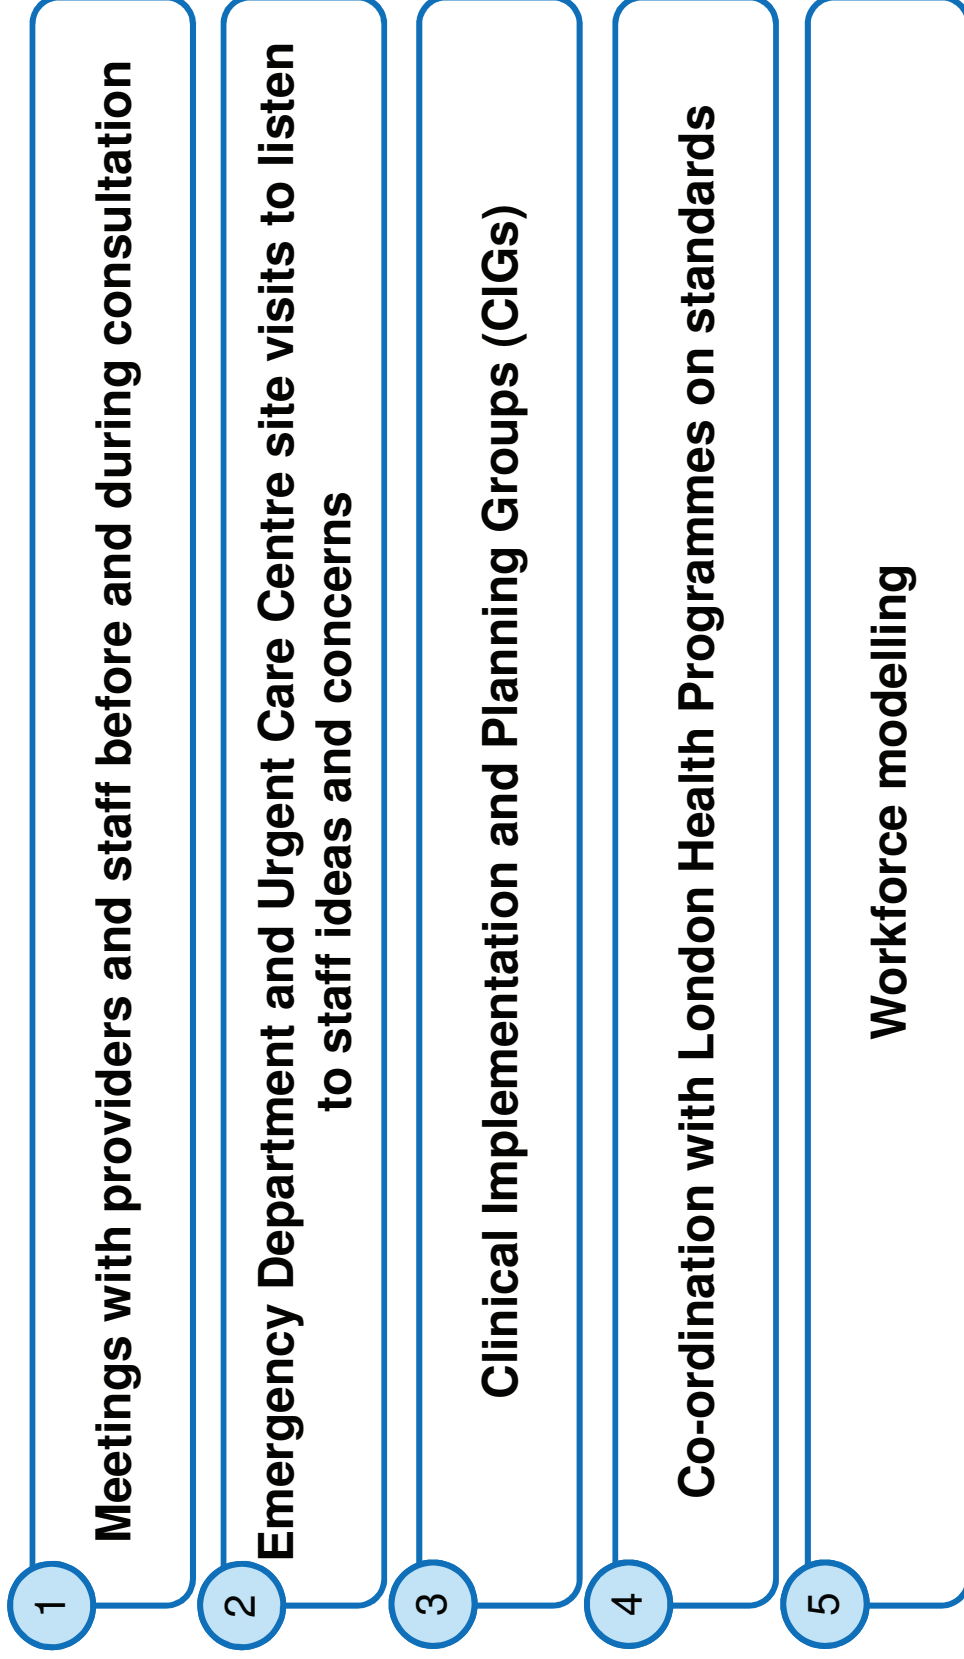 1
Meetings with providers and staff before and during consultation
2
Emergency Department and Urgent Care Centre site visits to listen
to staff ideas and concerns
3
Clinical Implementation and Planning Groups (CIGs)
4
Co-ordination with London Health Programmes on standards
5
Workforce modelling